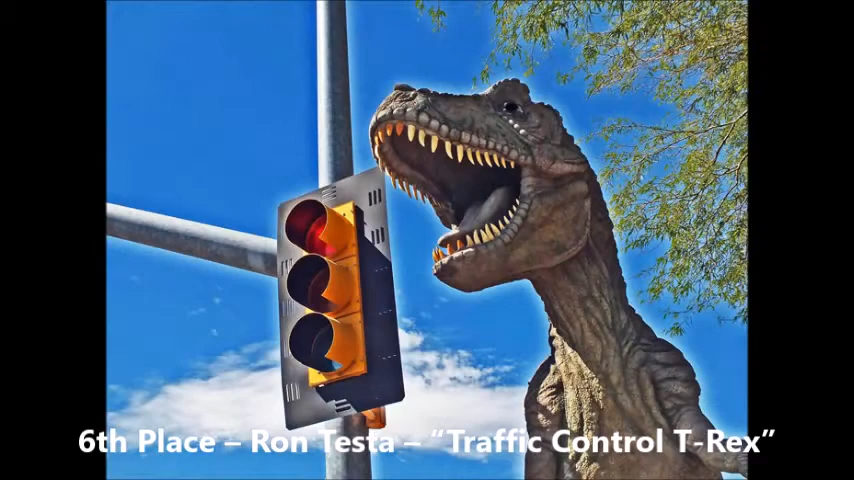 6th Place – Ron Testa – “Traffic Control T-Rex”